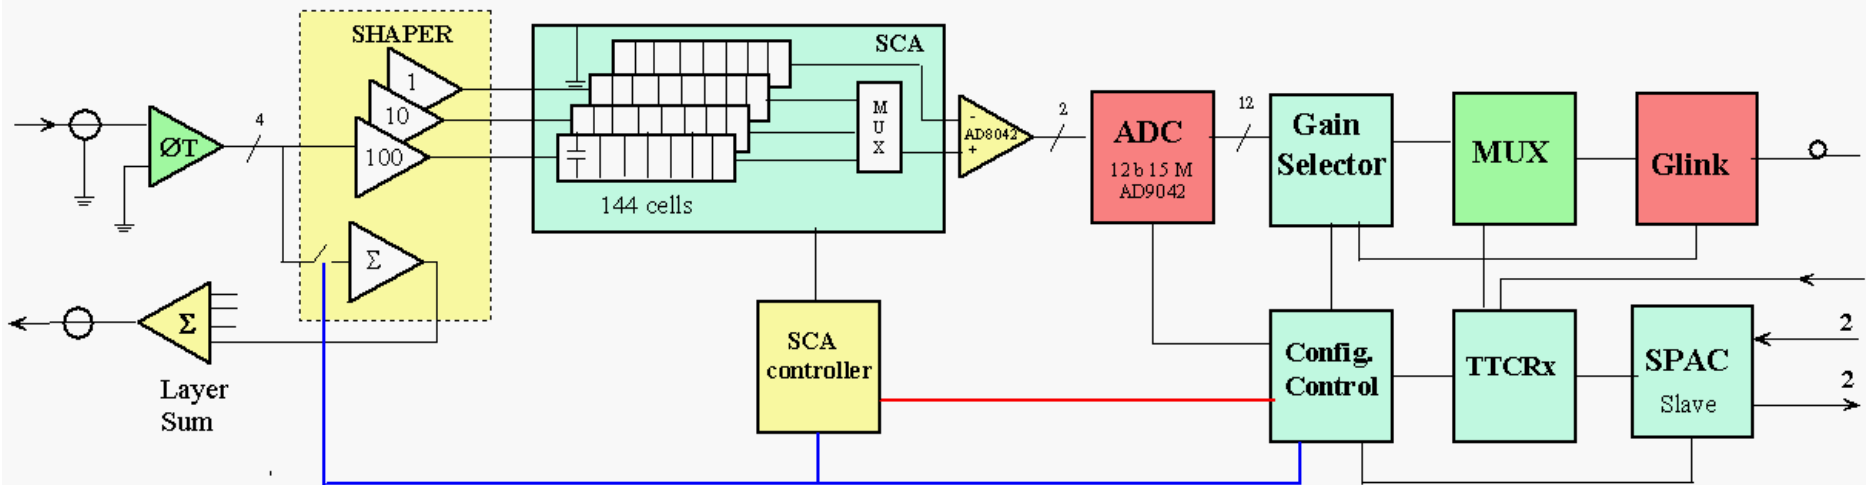 SHAPER
SCA
1
10
100
4
ØT
M
U
X
144 cells
-
AD8042
+
2
ADC
12 b 15 M
AD9042
12
Gain
Selector
MUX
Glink
Σ
Σ
Layer
Sum
SCA
controller
Config.
Control
TTCRx
SPAC
Slave
2
2